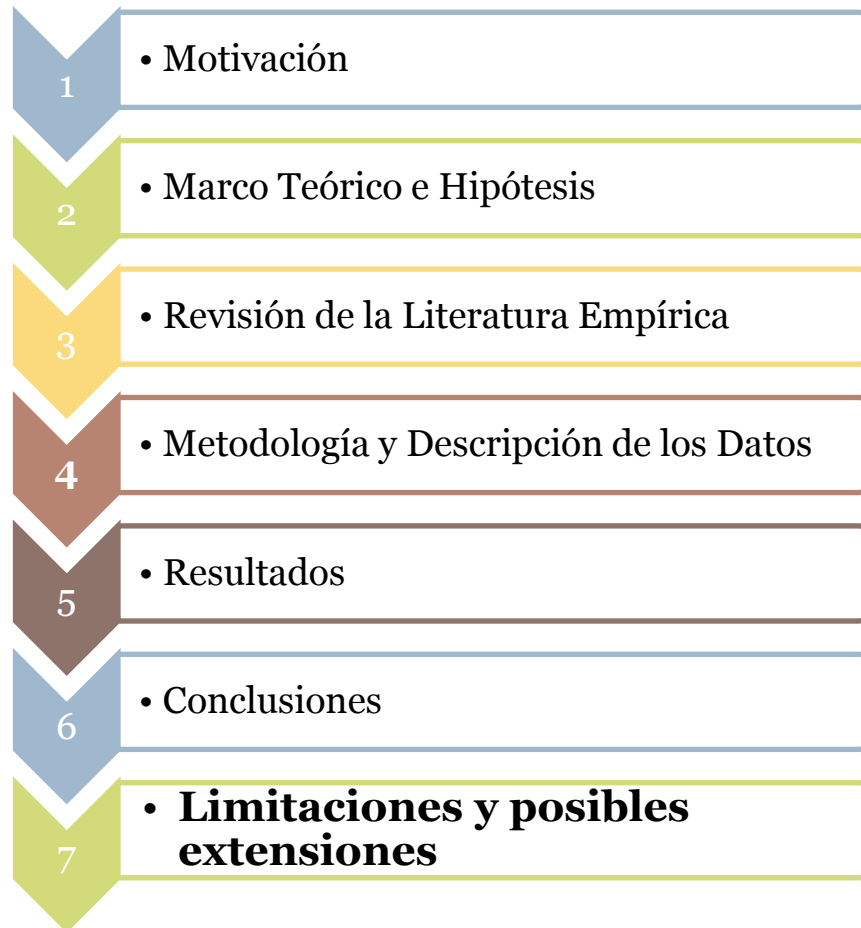 1
• Motivación
2
• Marco Teórico e Hipótesis
3
• Revisión de la Literatura Empírica
4
• Metodología y Descripción de los Datos
5
• Resultados
6
• Conclusiones
7
• Limitaciones y posibles
extensiones